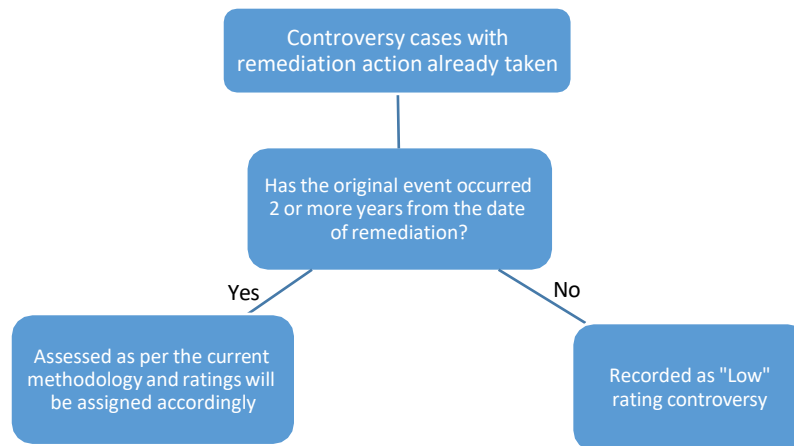 Controversy cases with
remediation action already taken
Has the original event occurred
2 or more years from the date
of remediation?
Yes
No
Assessed as per the current
methodology and ratings will
be assigned accordingly
Recorded as "Low"
rating controversy